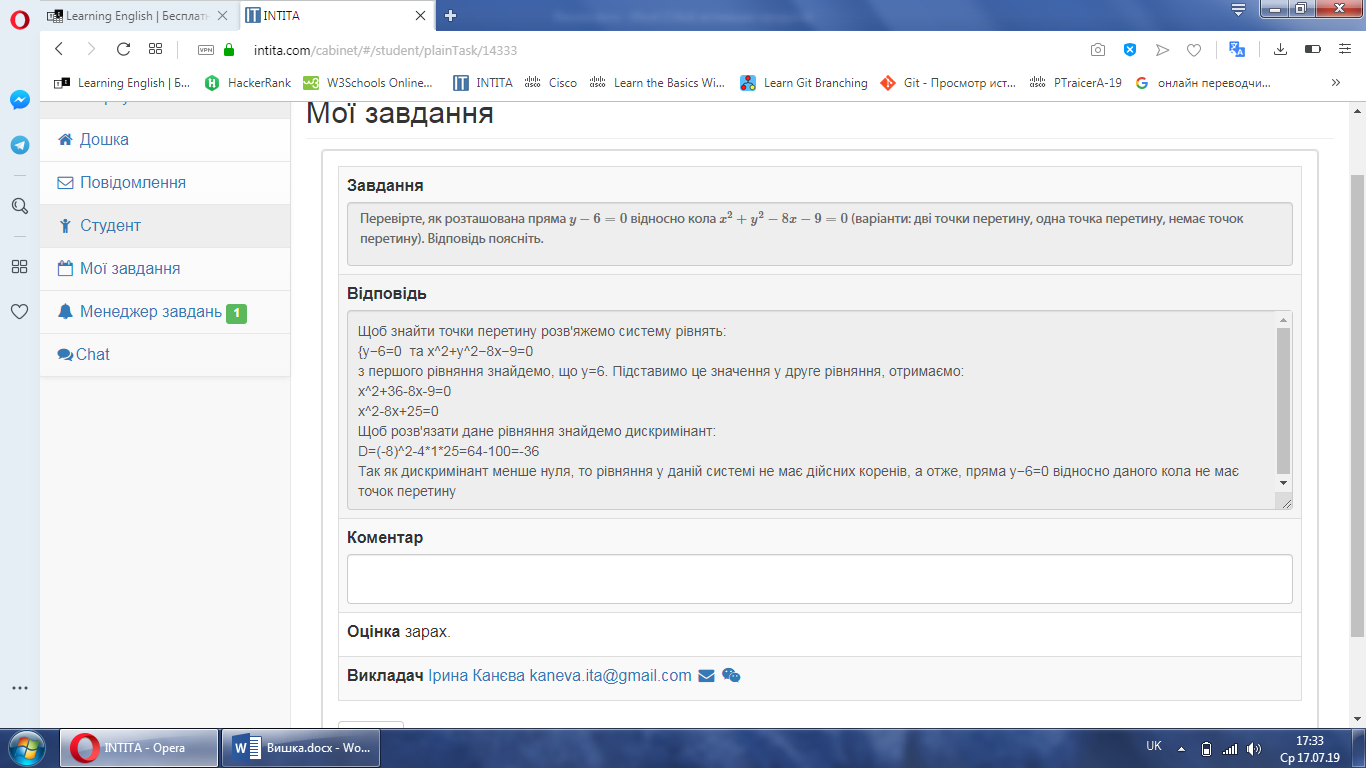 Learning English | Бесплатн
INTITA
VPN
intita.com/cabinet/#/student/plainTask/14333
Learning English | Б...
HackerRank
W3Schools Online...
INTITA
Cisco
Learn the Basics Wi...
Learn Git Branching
Git - Просмотр ист...
PTraicerA-19
онлайн переводчи...
Дошка
Повідомлення
Студент
Мої завдання
Менеджер завдань 1
Chat
Мої завдання
Завдання
Перевірте, як розташована пряма y − 6 = 0 відносно кола x² + y² − 8x − 9 = 0 (варіанти: дві точки перетину, одна точка перетину, немає точок
перетину). Відповідь поясніть.
Відповідь
Щоб знайти точки перетину розв'яжемо систему рівнять:
{y−6=0 та x^2+y^2−8x−9=0
з першого рівняння знайдемо, що y=6. Підставимо це значення у друге рівняння, отримаємо:
x^2+36-8x-9=0
x^2-8x+25=0
Щоб розв'язати дане рівняння знайдемо дискримінант:
D=(-8)^2-4*1*25=64-100=-36
Так як дискримінант менше нуля, то рівняння у даній системі не має дійсних коренів, а отже, пряма y−6=0 відносно даного кола не має
точок перетину
Коментар
Оцінка зарах.
Викладач Ірина Канєва kaneva.ita@gmail.com
INTITA - Opera
Вишка.docx - Wo...
UK
17:33
Ср 17.07.19